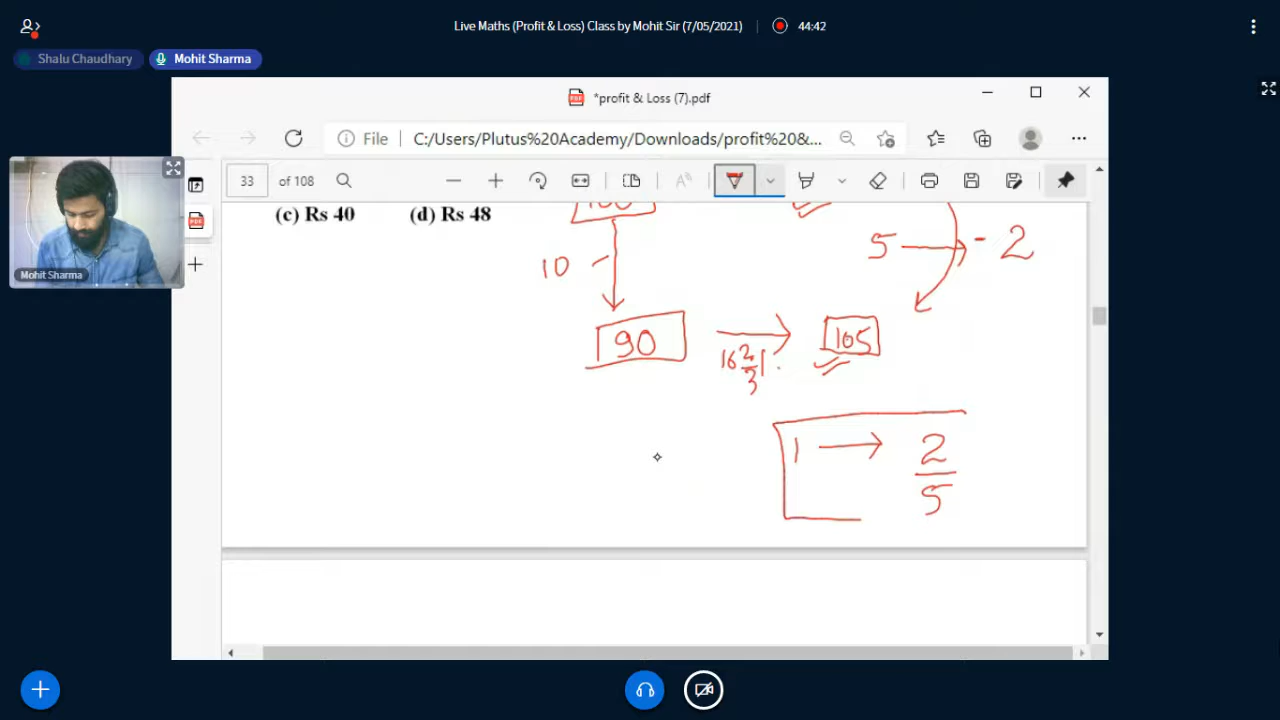 Live Maths (Profit & Loss) Class by Mohit Sir (7/05/2021)
44:42
Shalu Chaudhary
Mohit Sharma
*profit & Loss (7).pdf
File
C:/Users/Plutus%20Academy/Downloads/profit%20&...
33 of 108
(c) Rs 40 (d) Rs 48
5 → - 2
10 -
90 → 105
16 2/3 %
1 → 2/5
Mohit Sharma